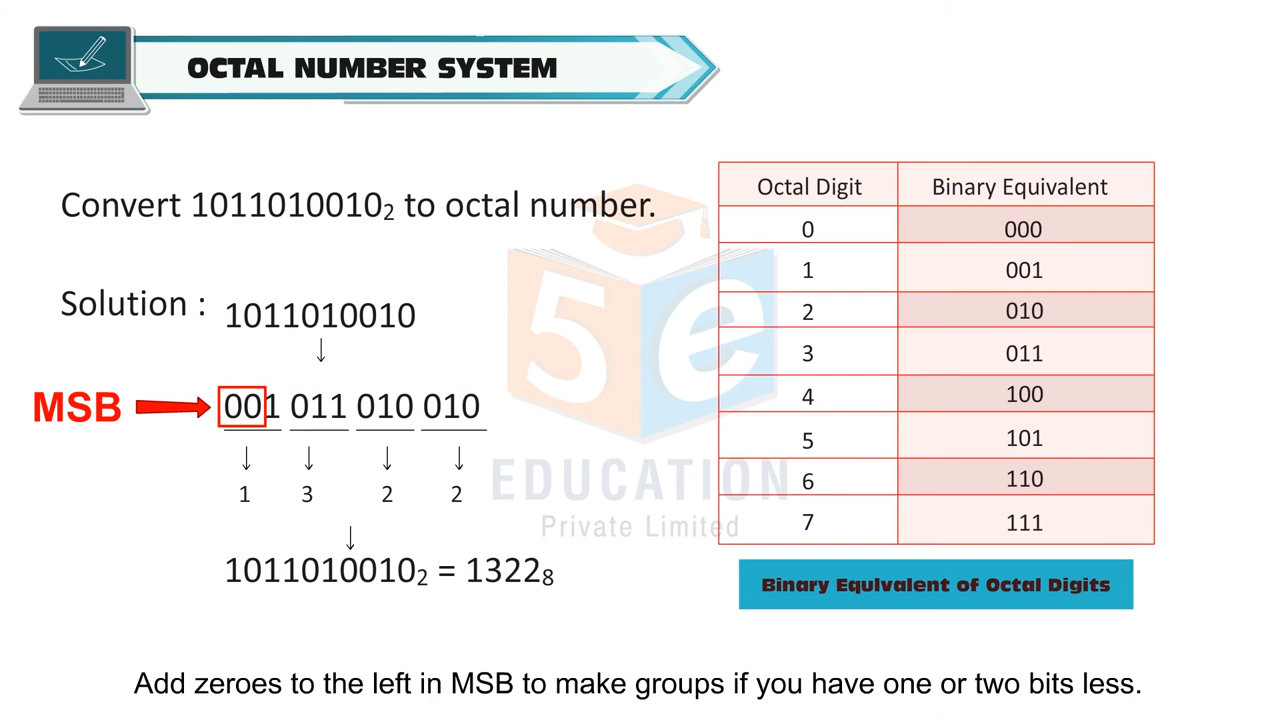 OCTAL NUMBER SYSTEM
Convert 1011010010₂ to octal number.
Solution :
1011010010
↓
MSB
001 011 010 010
↓ ↓ ↓ ↓
1 3 2 2
↓
1011010010₂ = 1322₈
Octal Digit Binary Equivalent
0 000
1 001
2 010
3 011
4 100
5 101
6 110
7 111
Binary Equlvalent of Octal Digits
5e
EDUCATION
Private Limited
Add zeroes to the left in MSB to make groups if you have one or two bits less.